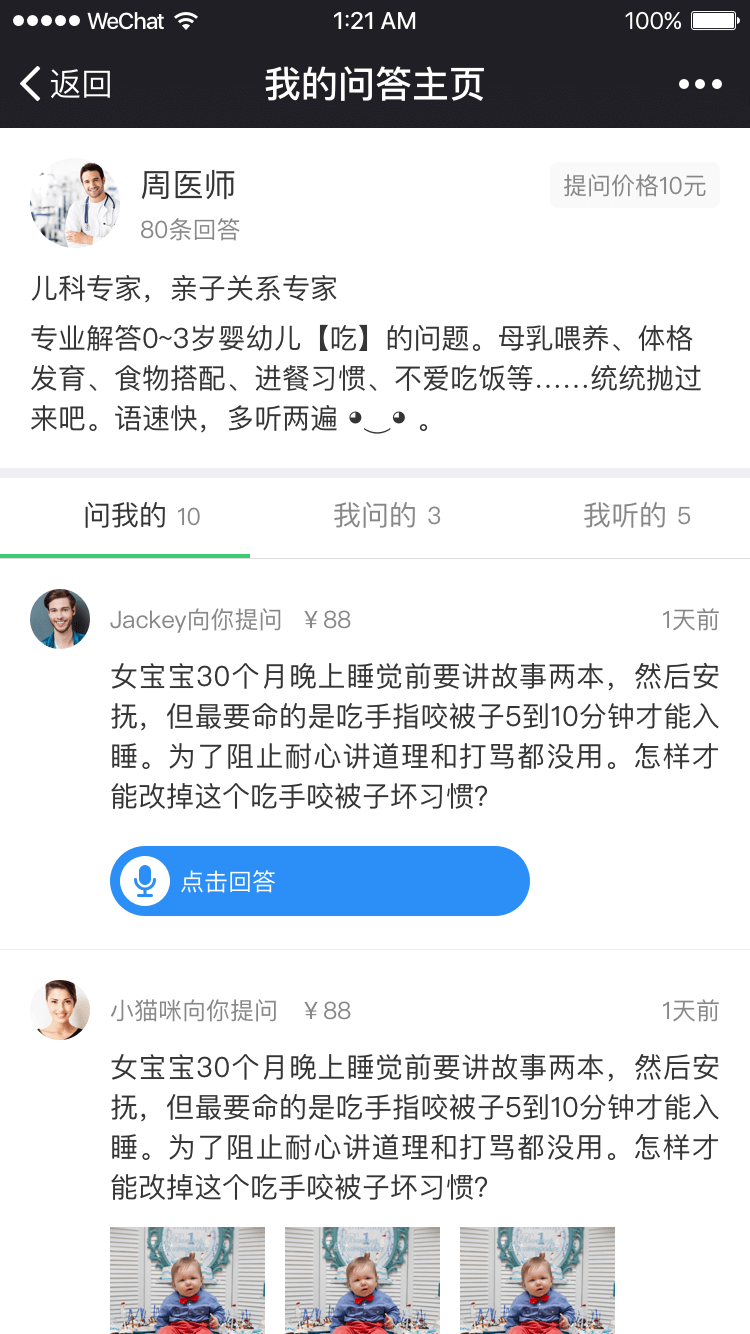 WeChat 1:21 AM 100%
返回 我的问答主页
周医师 提问价格10元
80条回答
儿科专家，亲子关系专家
专业解答0~3岁婴幼儿【吃】的问题。母乳喂养、体格
发育、食物搭配、进餐习惯、不爱吃饭等……统统抛过
来吧。语速快，多听两遍 ◕‿◕ 。
问我的 10 我问的 3 我听的 5
Jackey向你提问 ¥ 88 1天前
女宝宝30个月晚上睡觉前要讲故事两本，然后安
抚，但最要命的是吃手指咬被子5到10分钟才能入
睡。为了阻止耐心讲道理和打骂都没用。怎样才
能改掉这个吃手咬被子坏习惯?
点击回答
小猫咪向你提问 ¥ 88 1天前
女宝宝30个月晚上睡觉前要讲故事两本，然后安
抚，但最要命的是吃手指咬被子5到10分钟才能入
睡。为了阻止耐心讲道理和打骂都没用。怎样才
能改掉这个吃手咬被子坏习惯?